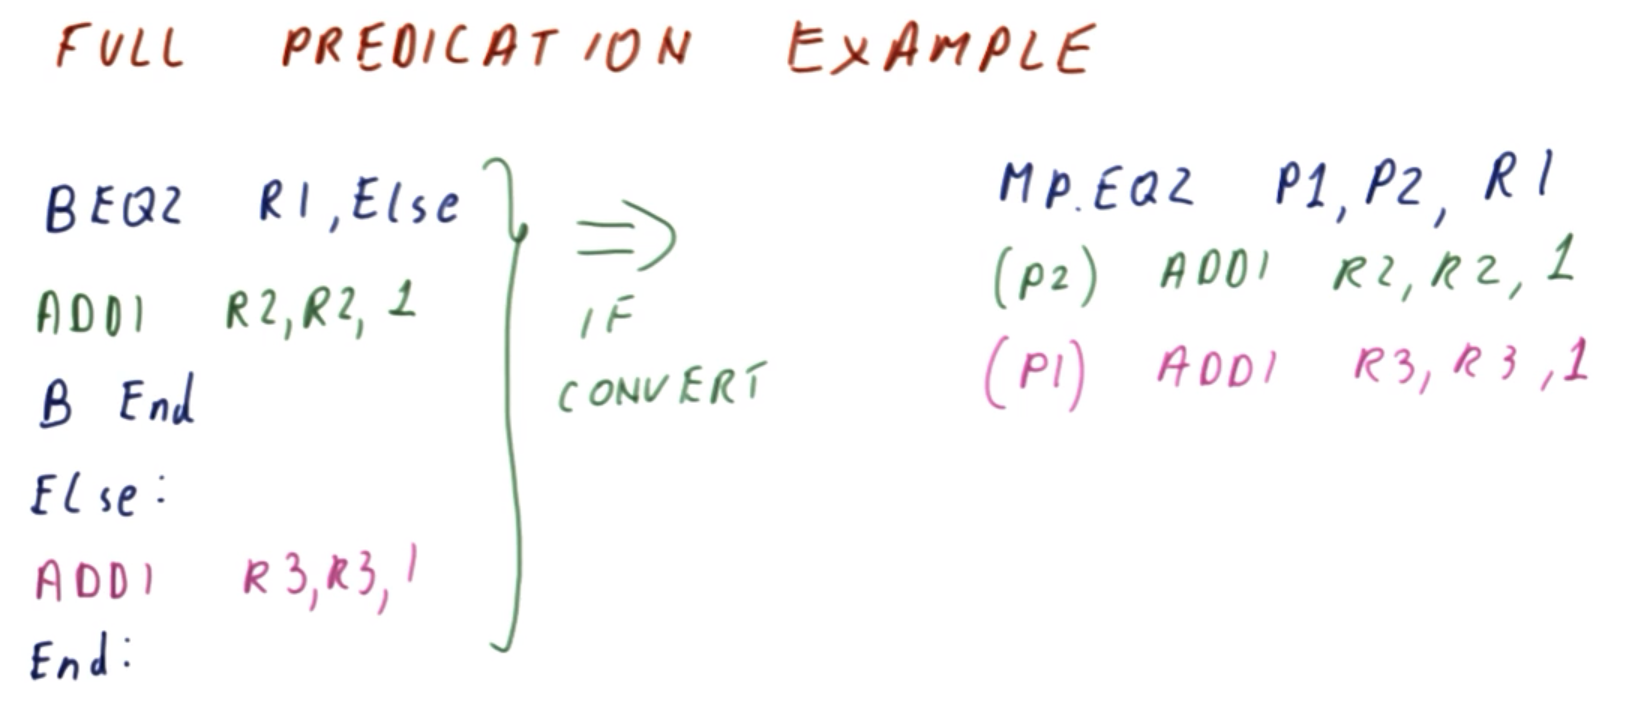 FULL PREDICATION EXAMPLE
BEQZ R1, Else
ADDI R2, R2, 1
B End
Else:
ADDI R3, R3, 1
End:
⇒
IF
CONVERT
MP.EQZ P1, P2, R1
(P2) ADDI R2, R2, 1
(P1) ADDI R3, R3, 1